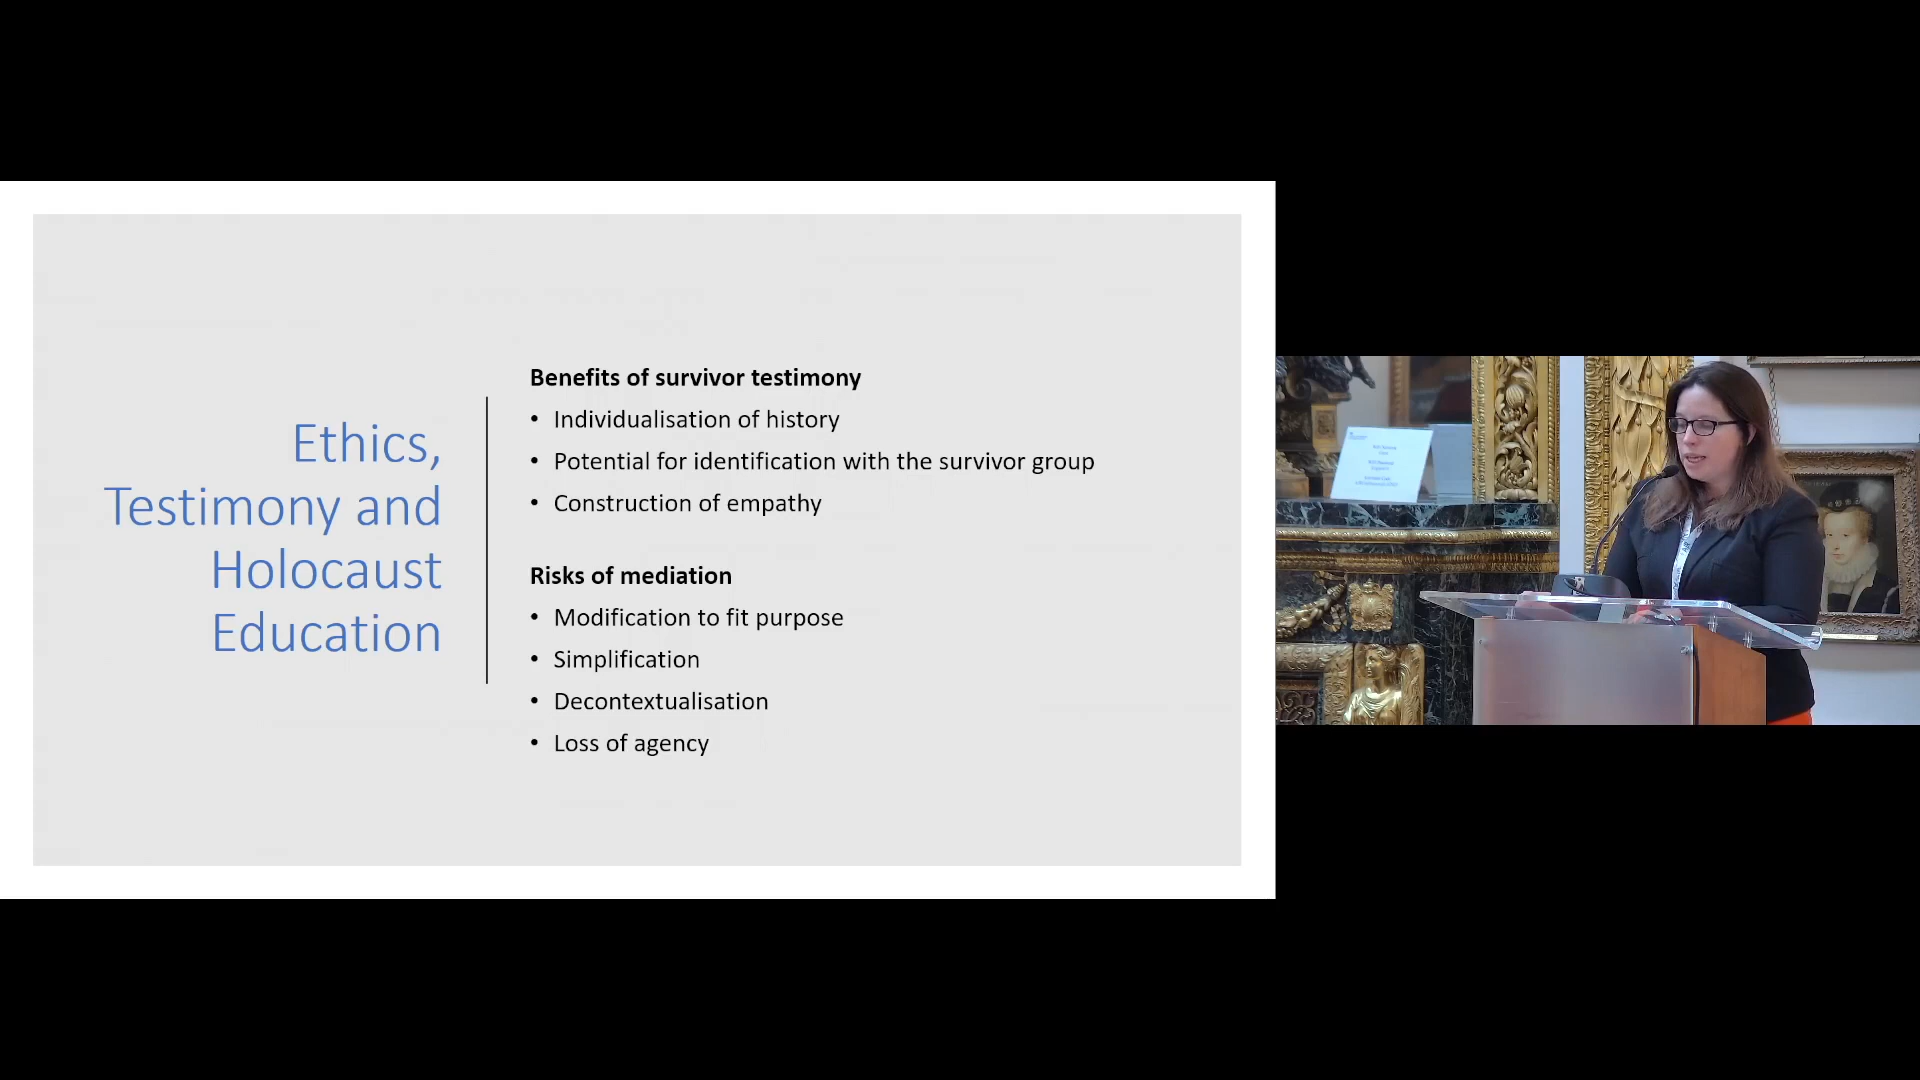 Ethics,
Testimony and
Holocaust
Education
Benefits of survivor testimony
• Individualisation of history
• Potential for identification with the survivor group
• Construction of empathy
Risks of mediation
• Modification to fit purpose
• Simplification
• Decontextualisation
• Loss of agency